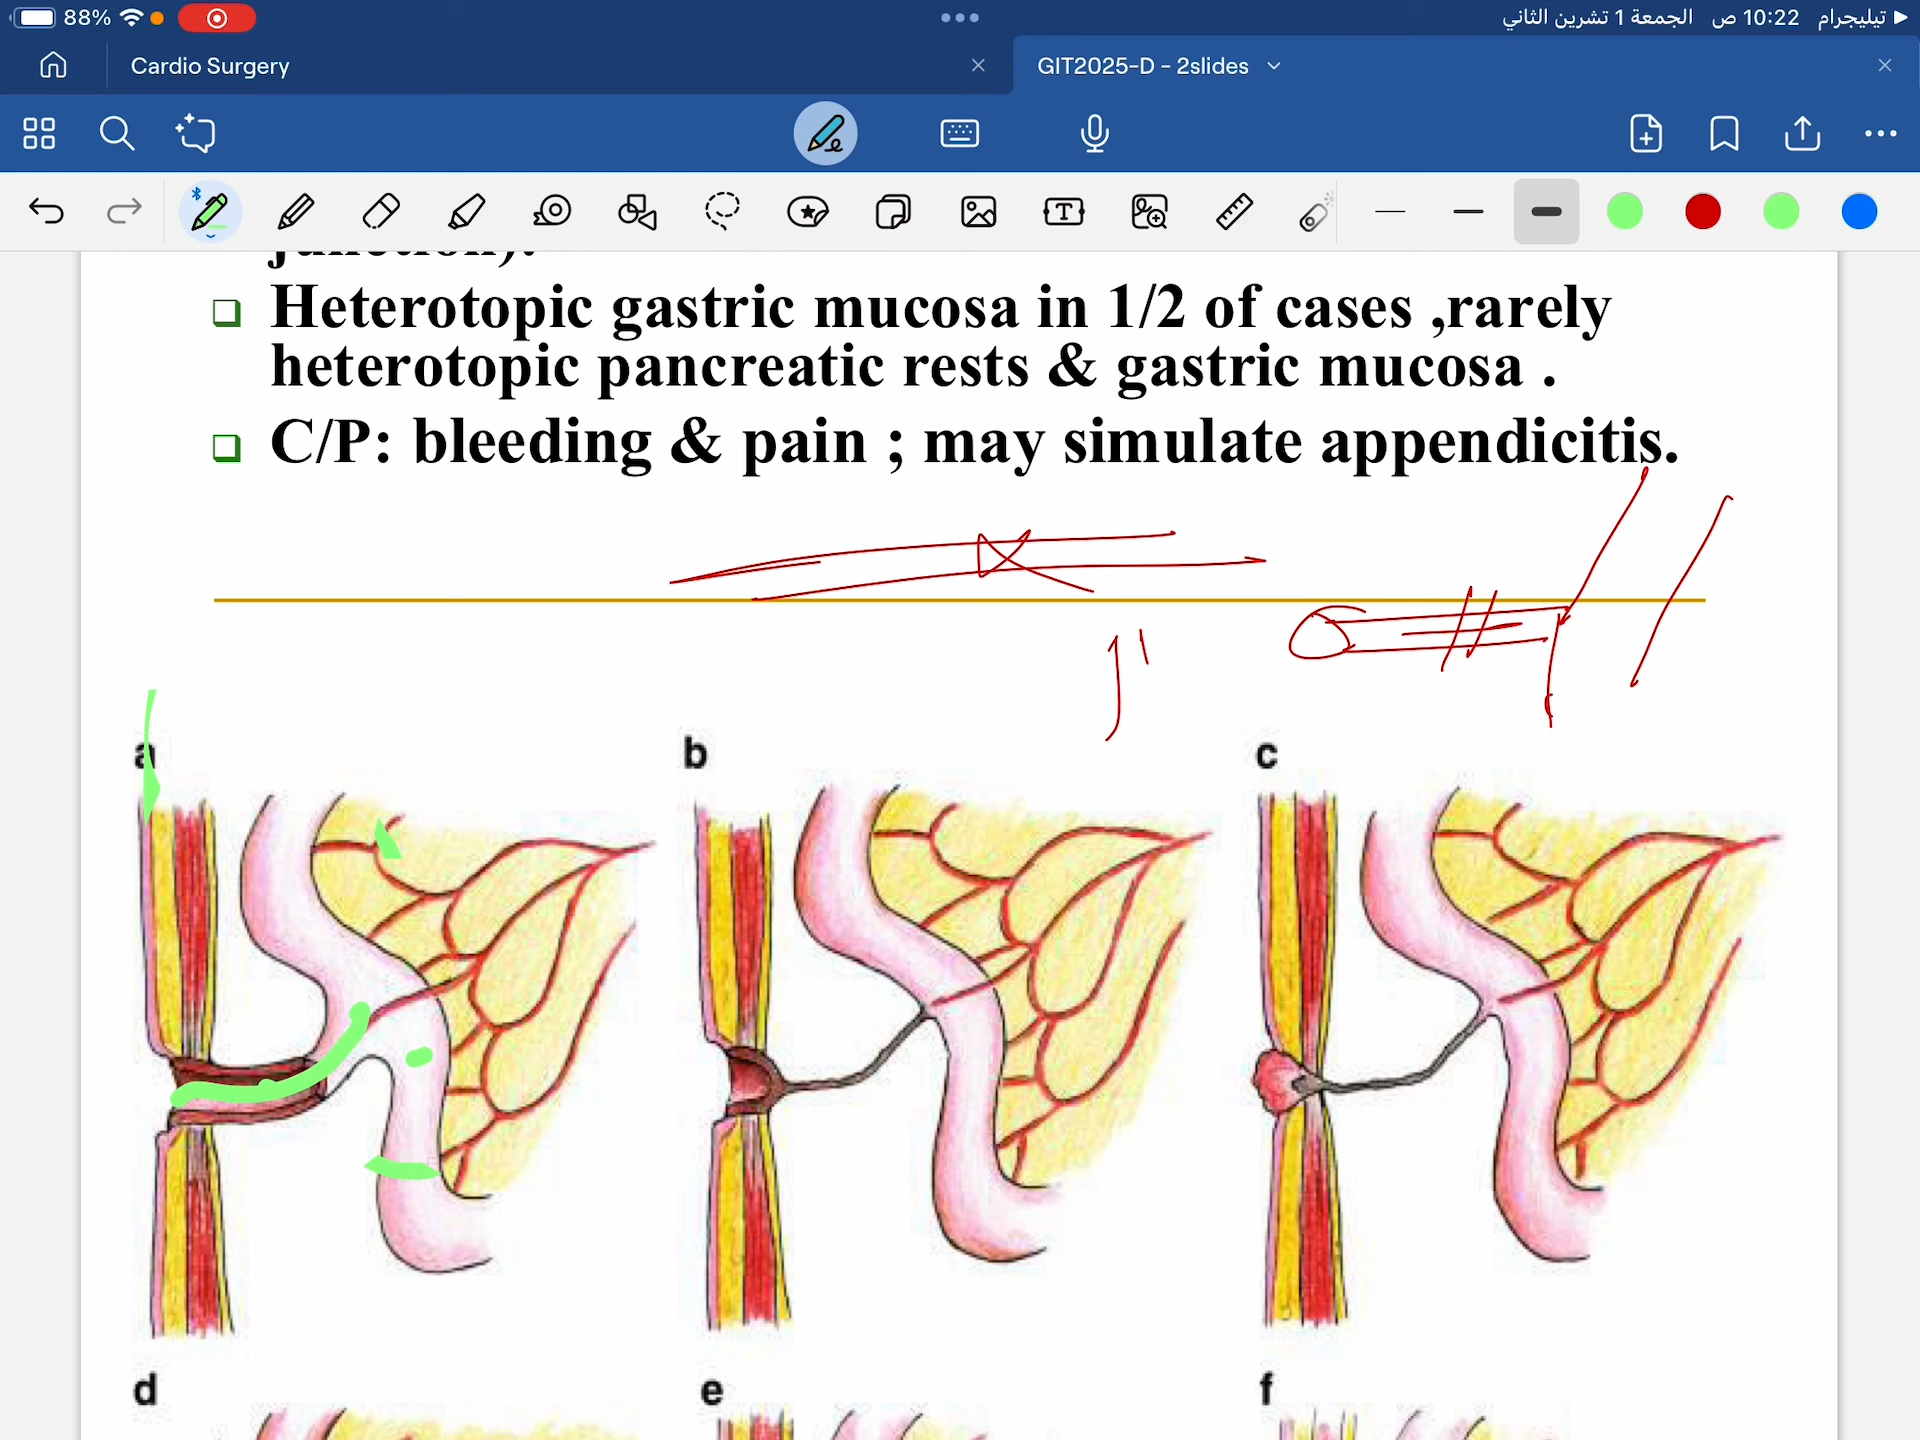 88%
تيليجرام 10:22 ص الجمعة 1 تشرين الثاني
Cardio Surgery
GIT2025-D - 2slides
junction).
Heterotopic gastric mucosa in 1/2 of cases ,rarely
heterotopic pancreatic rests & gastric mucosa .
C/P: bleeding & pain ; may simulate appendicitis.
a
b
c
d
e
f